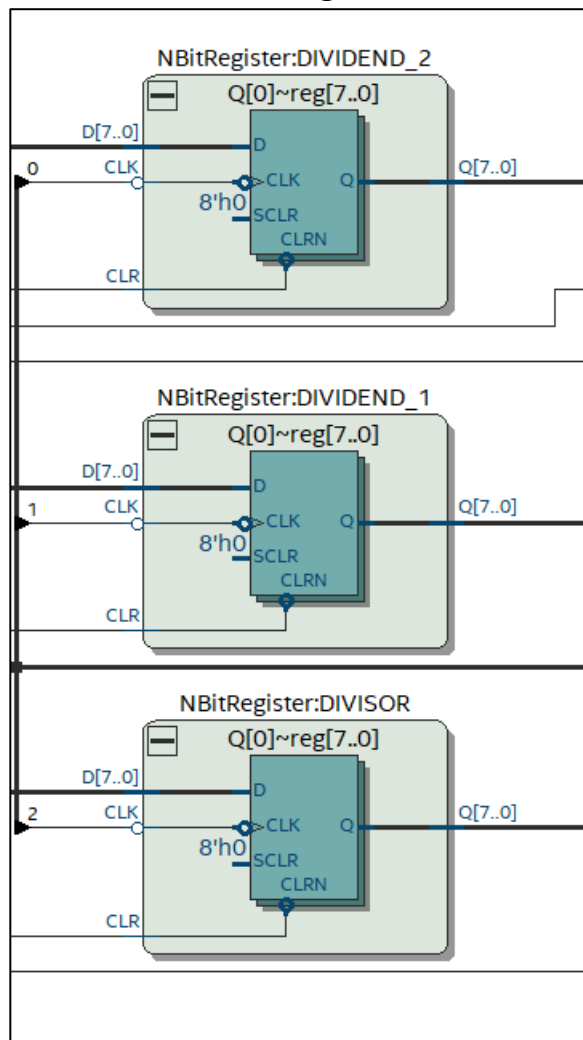 NBitRegister:DIVIDEND_2
Q[0]~reg[7..0]
D[7..0]
D
0
CLK
CLK
Q
Q[7..0]
8'h0
SCLR
CLRN
CLR
NBitRegister:DIVIDEND_1
Q[0]~reg[7..0]
D[7..0]
D
1
CLK
CLK
Q
Q[7..0]
8'h0
SCLR
CLRN
CLR
NBitRegister:DIVISOR
Q[0]~reg[7..0]
D[7..0]
D
2
CLK
CLK
Q
Q[7..0]
8'h0
SCLR
CLRN
CLR